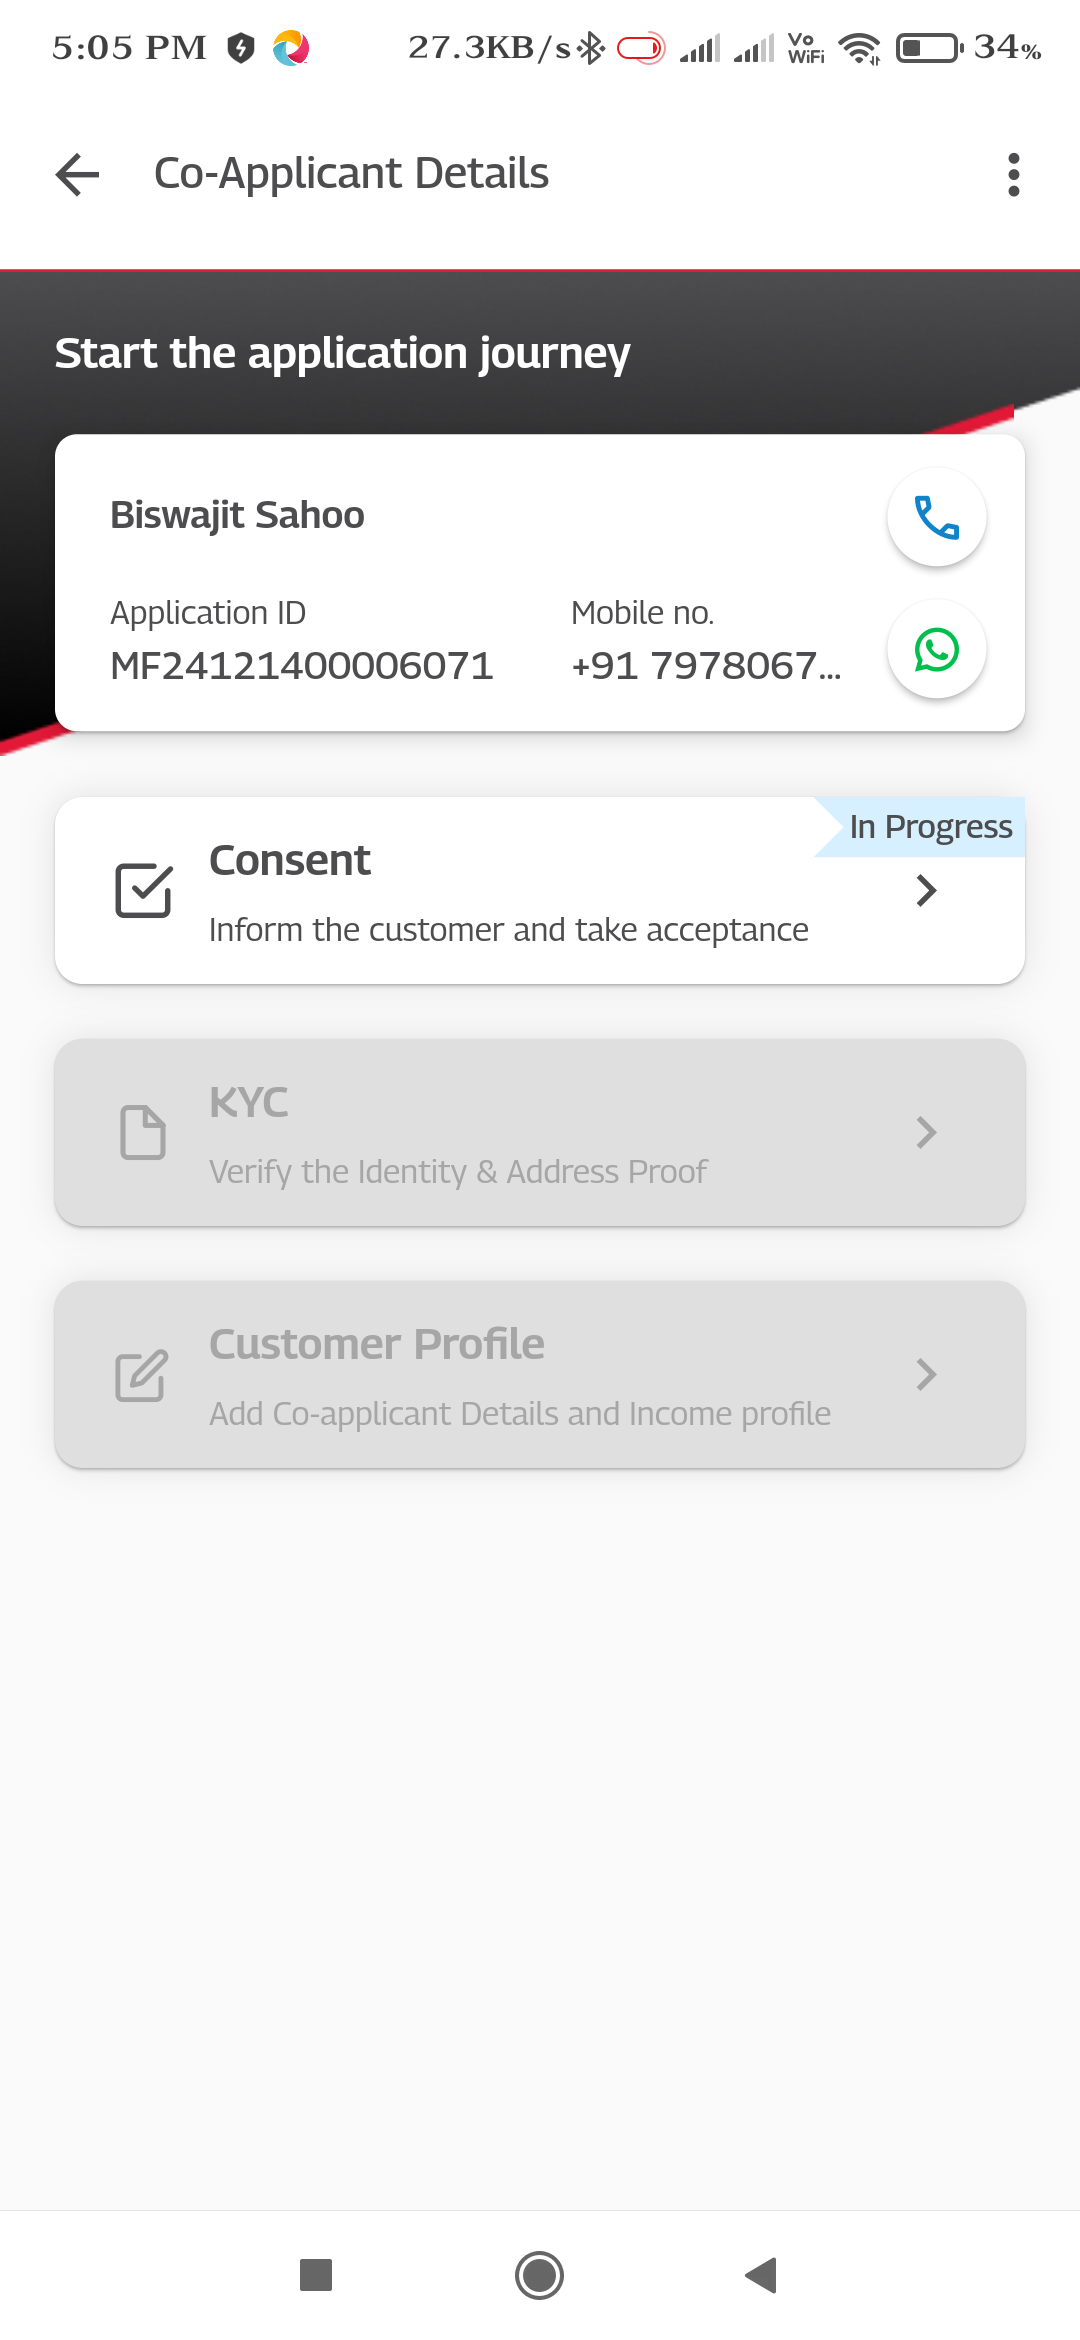 5:05 PM 27.3KB/s Vo WiFi 34%
Co-Applicant Details
Start the application journey
Biswajit Sahoo
Application ID Mobile no.
MF24121400006071 +91 7978067...
In Progress
Consent
Inform the customer and take acceptance
KYC
Verify the Identity & Address Proof
Customer Profile
Add Co-applicant Details and Income profile